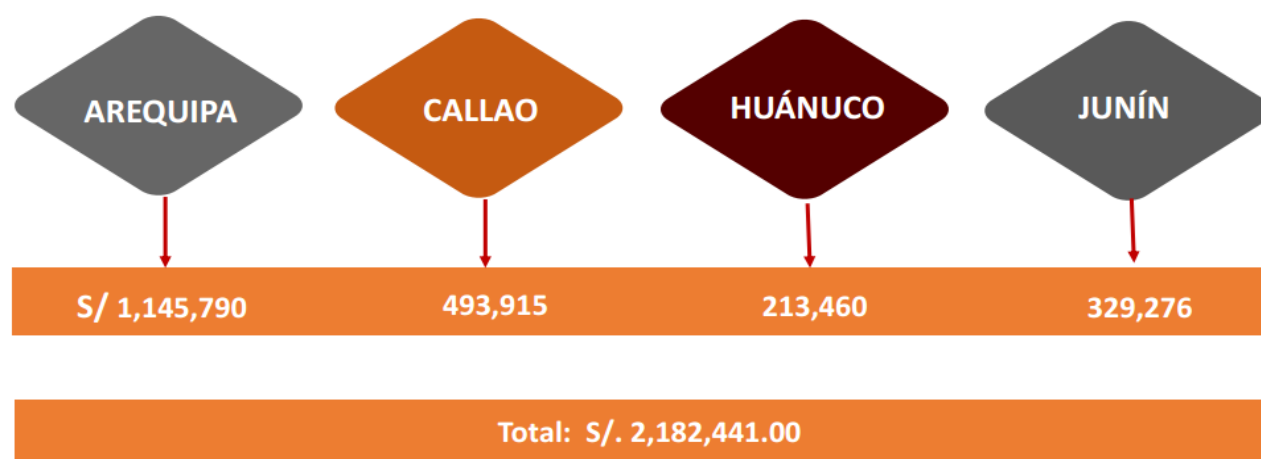 AREQUIPA
CALLAO
HUÁNUCO
JUNÍN
S/ 1,145,790
493,915
213,460
329,276
Total: S/. 2,182,441.00